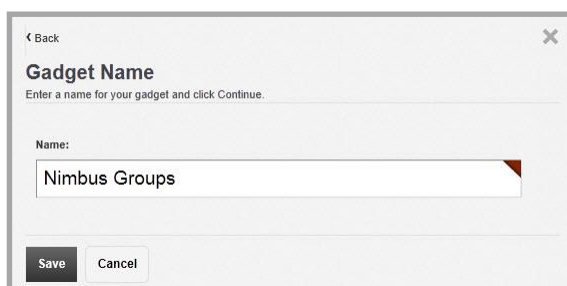 Back
Gadget Name
Enter a name for your gadget and click Continue.
Name:
Nimbus Groups
Save Cancel